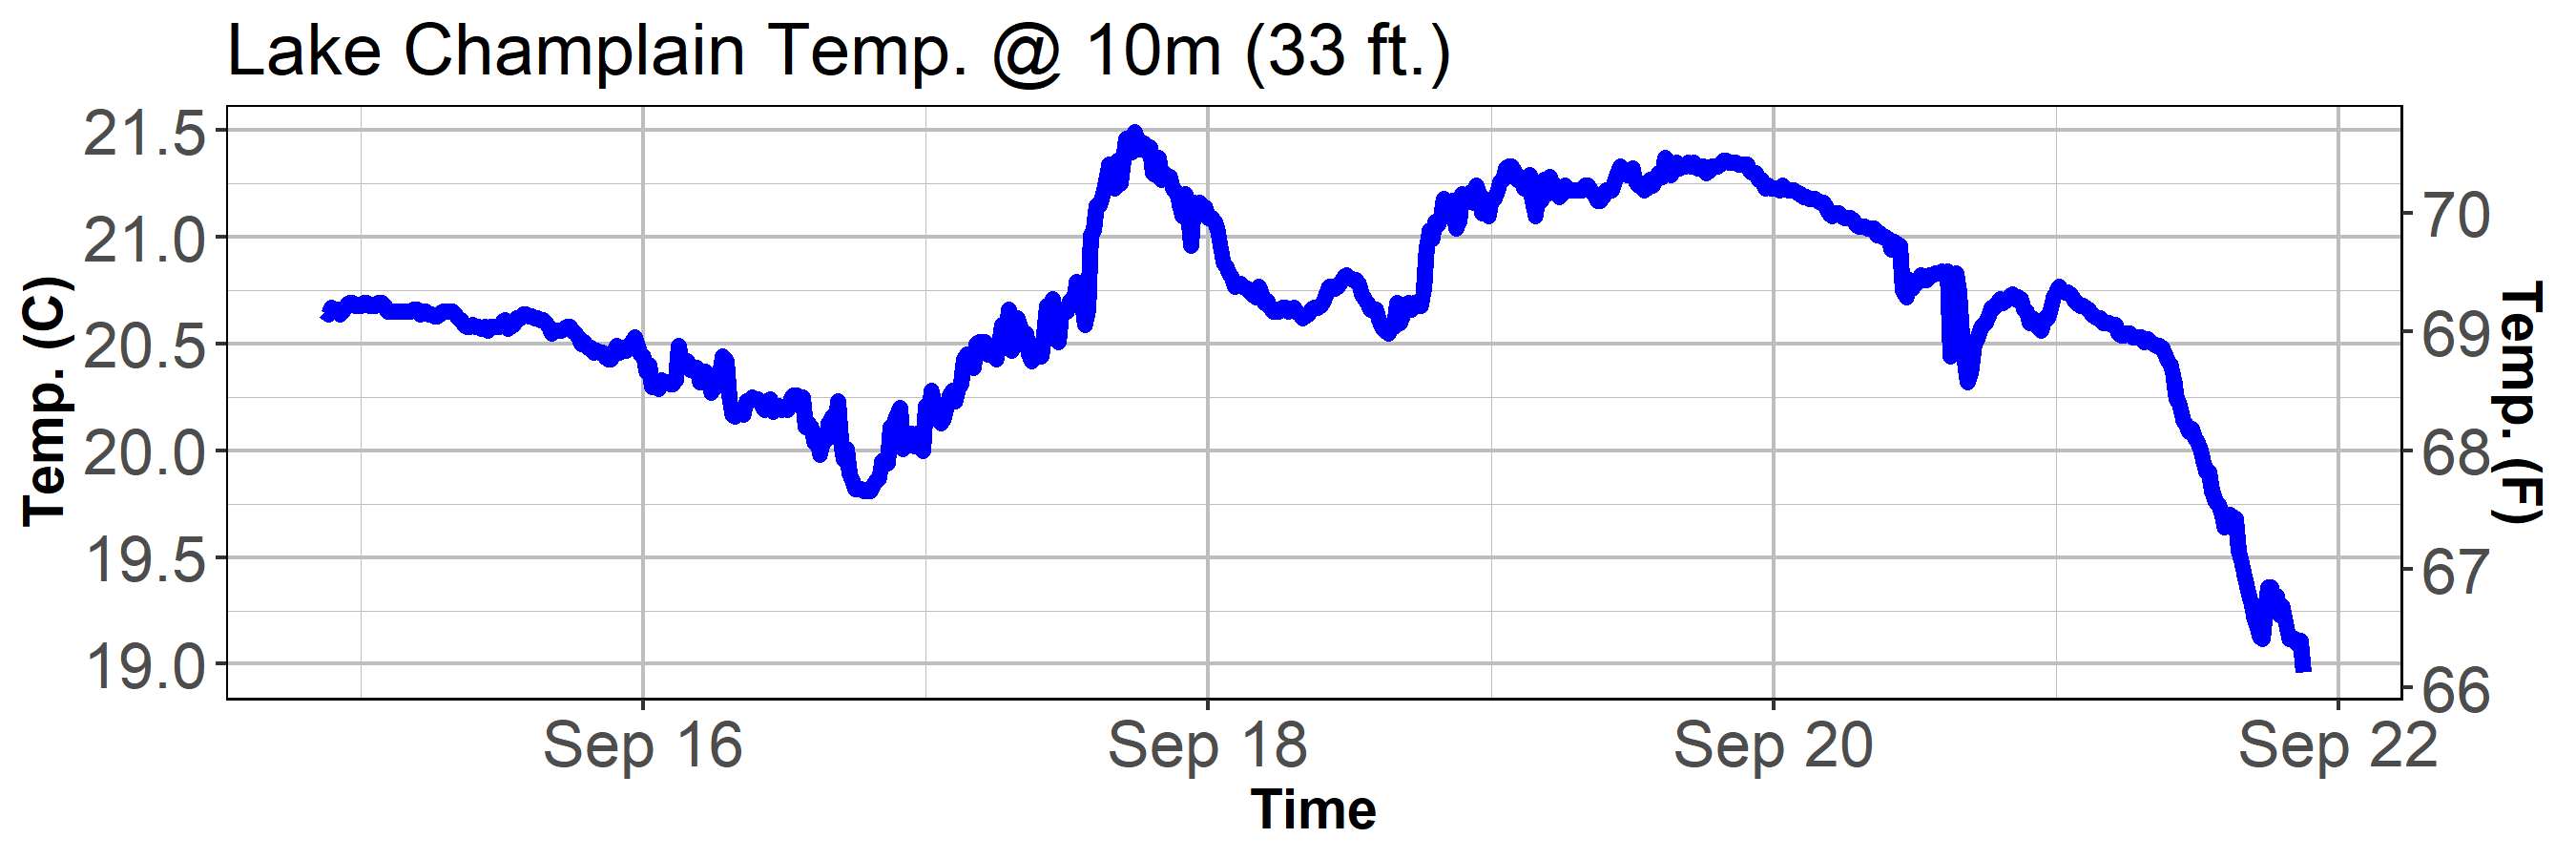 Lake Champlain Temp. @ 10m (33 ft.)
Temp. (C)
21.5
21.0
20.5
20.0
19.5
19.0
70
69
68
67
66
Temp. (F)
Sep 16 Sep 18 Sep 20 Sep 22
Time